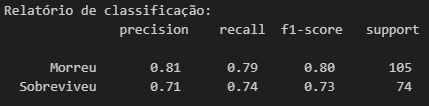 Relatório de classificação:
precision recall f1-score support
Morreu 0.81 0.79 0.80 105
Sobreviveu 0.71 0.74 0.73 74